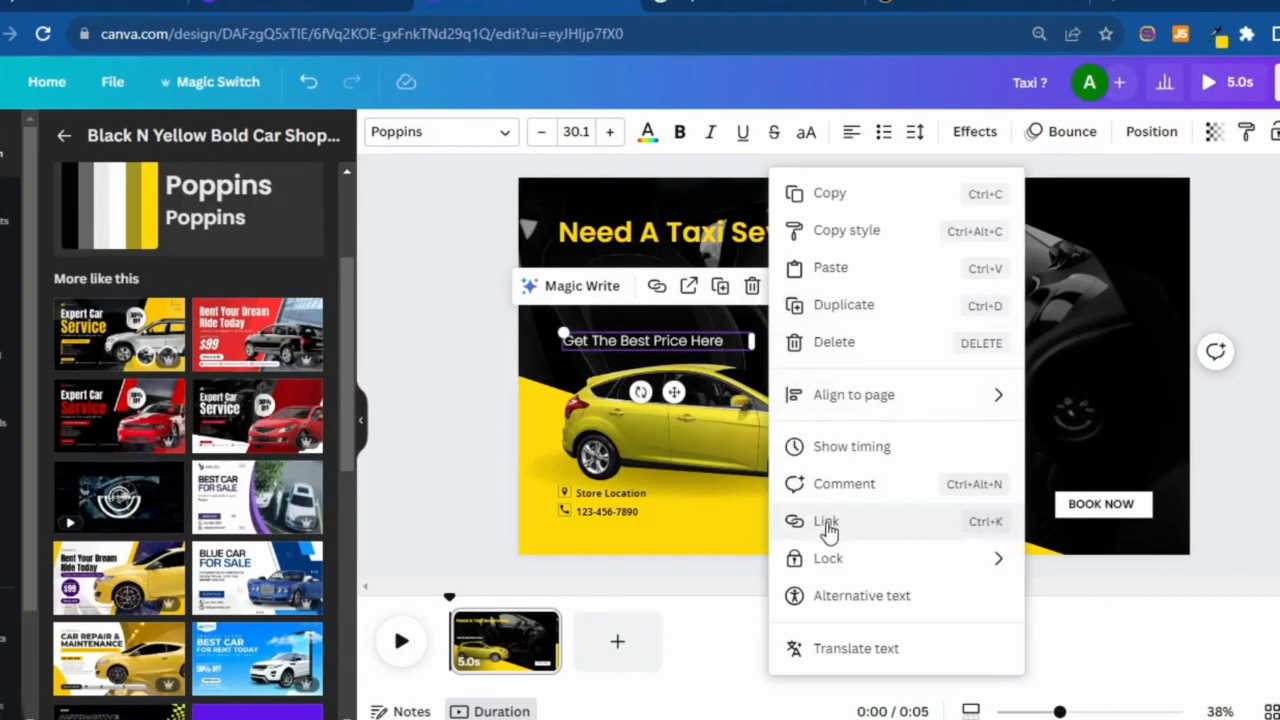 canva.com/design/DAFzgQ5xTIE/6fVq2KOE-gxFnkTNd29q1Q/edit?ui=eyJHIjp7fX0
Home File Magic Switch Taxi ? A 5.0s
Black N Yellow Bold Car Shop...
Poppins 30.1 A B I U S aA Effects Bounce Position
Poppins
Poppins
More like this
Expert Car
Service
Rent Your Dream
Ride Today
$99
Expert Car
Service
Expert Car
Service
BEST CAR
FOR SALE
Rent Your Dream
Ride Today
$99
BLUE CAR
FOR SALE
CAR REPAIR &
MAINTENANCE
BEST CAR
FOR RENT TODAY
50% OFF
Need A Taxi Se
Magic Write
Get The Best Price Here
Store Location
123-456-7890
BOOK NOW
Copy Ctrl+C
Copy style Ctrl+Alt+C
Paste Ctrl+V
Duplicate Ctrl+D
Delete DELETE
Align to page
Show timing
Comment Ctrl+Alt+N
Link Ctrl+K
Lock
Alternative text
Translate text
5.0s
Notes Duration 0:00 / 0:05 38%